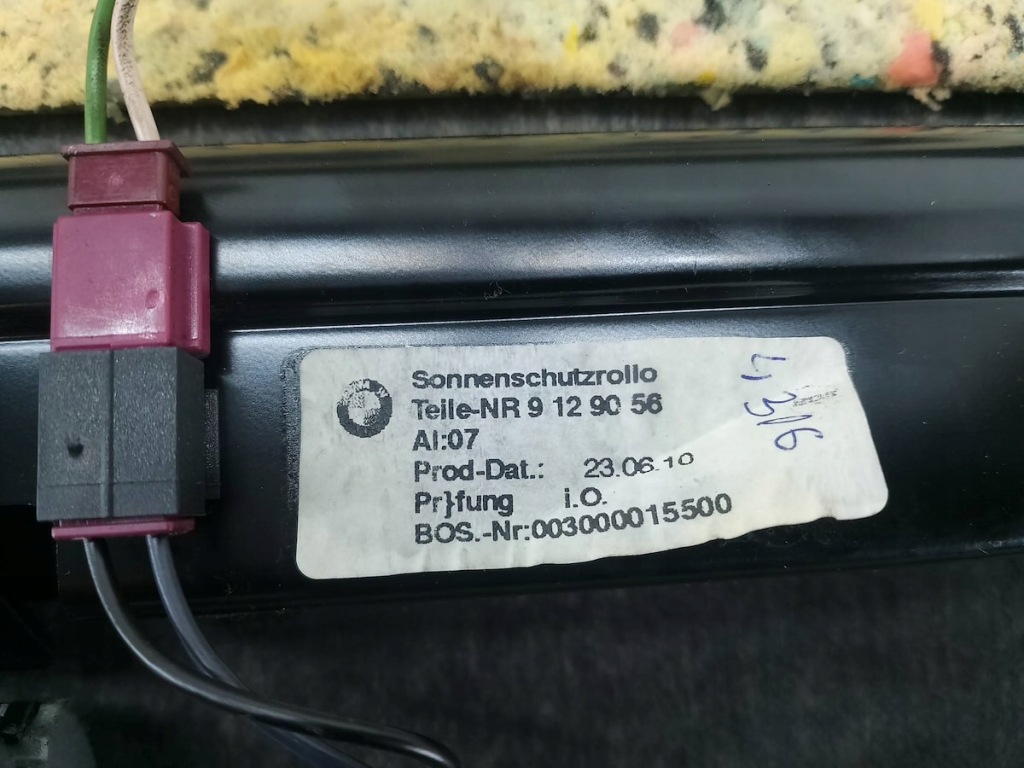 Sonnenschutzrollo
Teile-NR 9 12 90 56
AI:07
Prod-Dat.: 23.06.10
Pr}fung i.O.
BOS.-Nr:003000015500